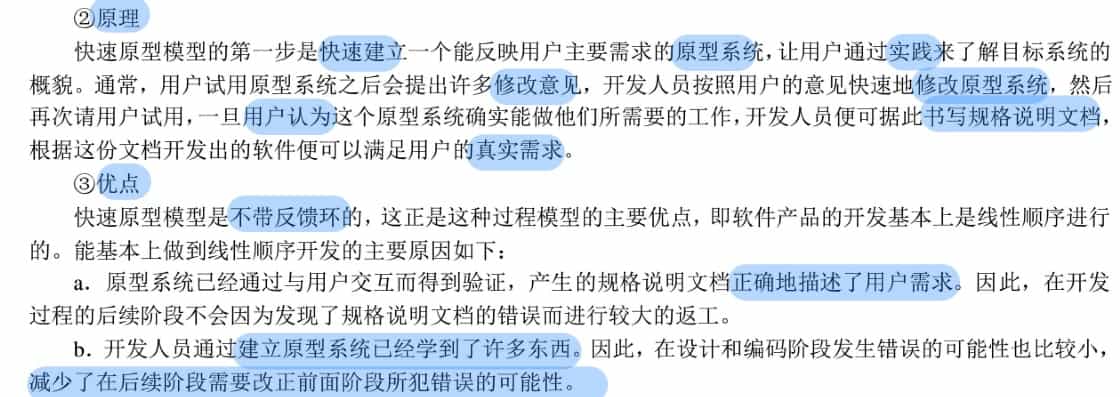 ②原理
快速原型模型的第一步是快速建立一个能反映用户主要需求的原型系统，让用户通过实践来了解目标系统的
概貌。通常，用户试用原型系统之后会提出许多修改意见，开发人员按照用户的意见快速地修改原型系统，然后
再次请用户试用，一旦用户认为这个原型系统确实能做他们所需要的工作，开发人员便可据此书写规格说明文档，
根据这份文档开发出的软件便可以满足用户的真实需求。
③优点
快速原型模型是不带反馈环的，这正是这种过程模型的主要优点，即软件产品的开发基本上是线性顺序进行
的。能基本上做到线性顺序开发的主要原因如下：
a．原型系统已经通过与用户交互而得到验证，产生的规格说明文档正确地描述了用户需求。因此，在开发
过程的后续阶段不会因为发现了规格说明文档的错误而进行较大的返工。
b．开发人员通过建立原型系统已经学到了许多东西。因此，在设计和编码阶段发生错误的可能性也比较小，
减少了在后续阶段需要改正前面阶段所犯错误的可能性。